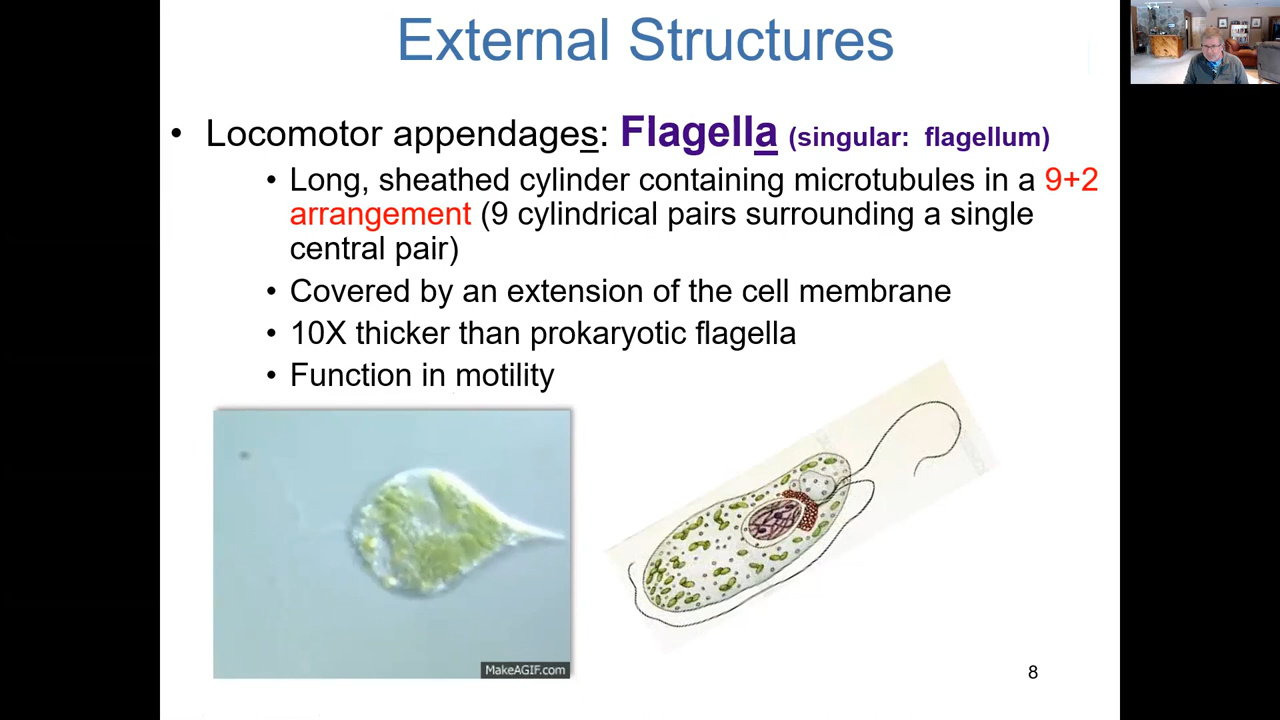 External Structures
• Locomotor appendages: Flagella (singular: flagellum)
• Long, sheathed cylinder containing microtubules in a 9+2
arrangement (9 cylindrical pairs surrounding a single
central pair)
• Covered by an extension of the cell membrane
• 10X thicker than prokaryotic flagella
• Function in motility
MakeAGIF.com
8